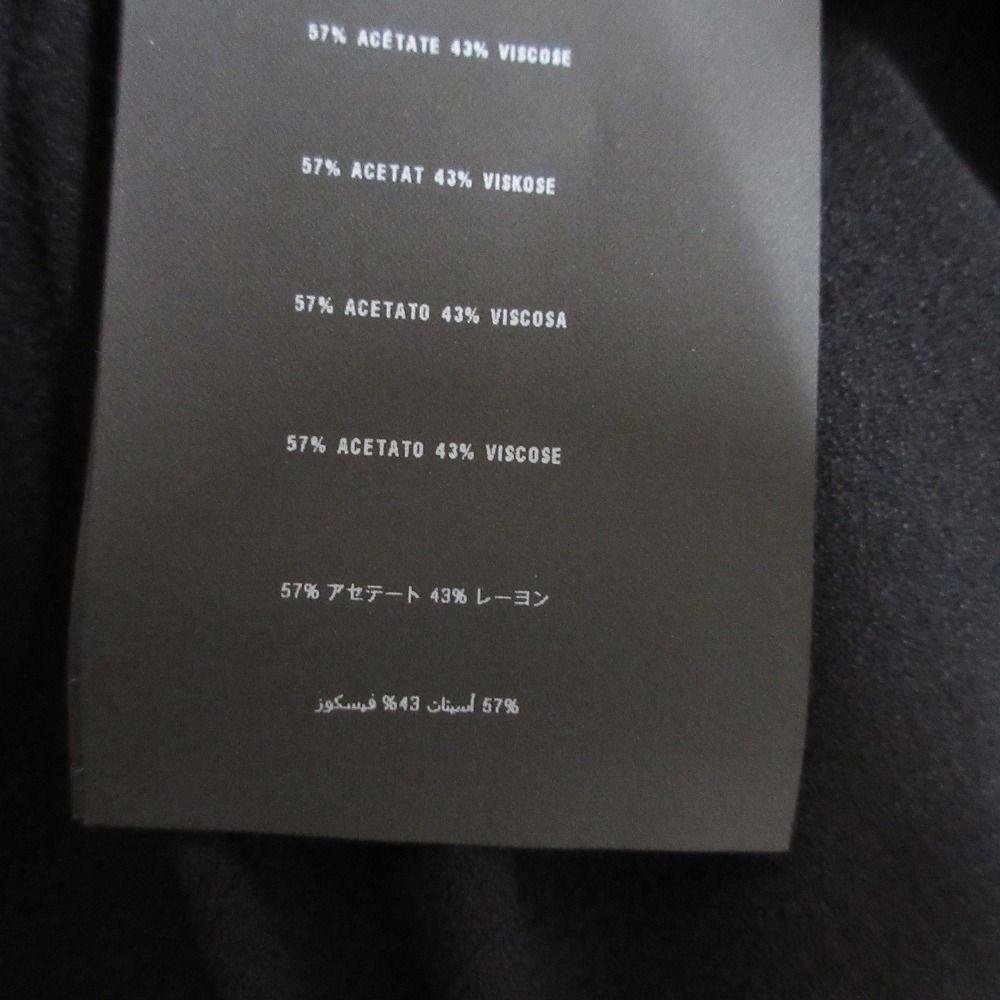 57% ACÉTATE 43% VISCOSE
57% ACETAT 43% VISKOSE
57% ACETATO 43% VISCOSA
57% ACETATO 43% VISCOSE
57% アセテート 43% レーヨン
57% أسيتات 43% فيسكوز